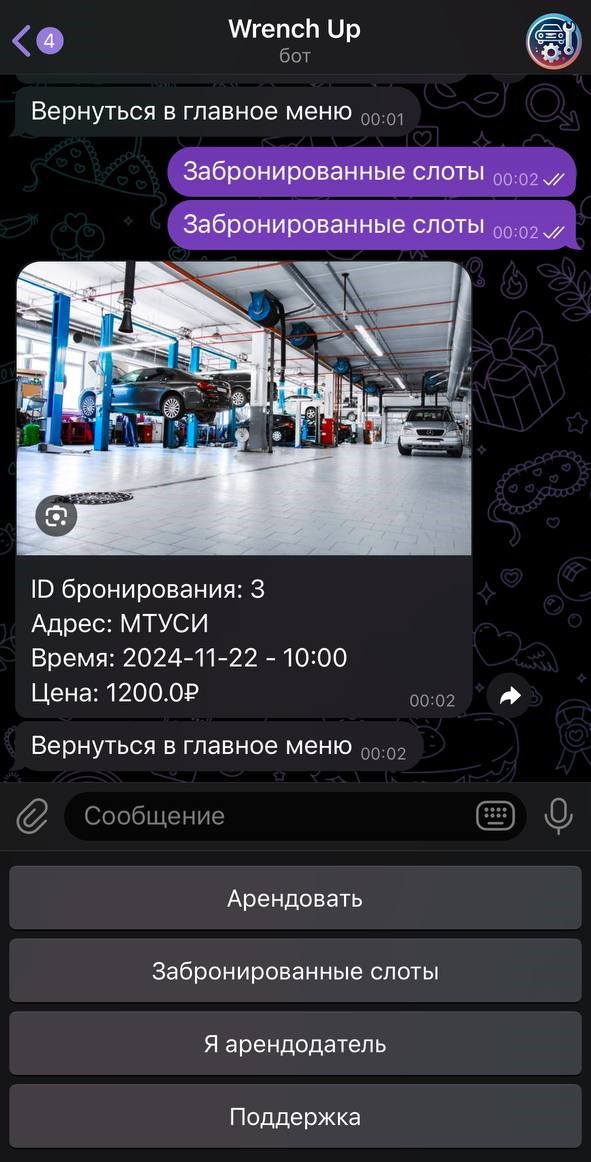 4
Wrench Up
бот
Вернуться в главное меню 00:01
Забронированные слоты 00:02
Забронированные слоты 00:02
ID бронирования: 3
Адрес: МТУСИ
Время: 2024-11-22 - 10:00
Цена: 1200.0₽
00:02
Вернуться в главное меню 00:02
Сообщение
Арендовать
Забронированные слоты
Я арендодатель
Поддержка